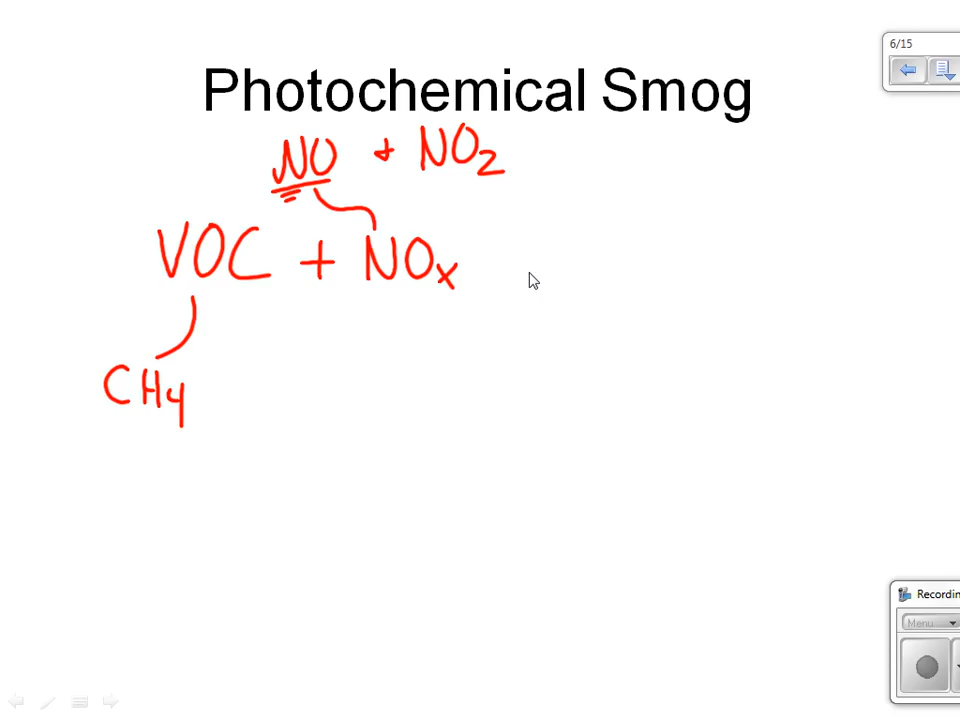 6/15
Photochemical Smog
NO + NO2
VOC + NOx
CH4
Recordin
Menu